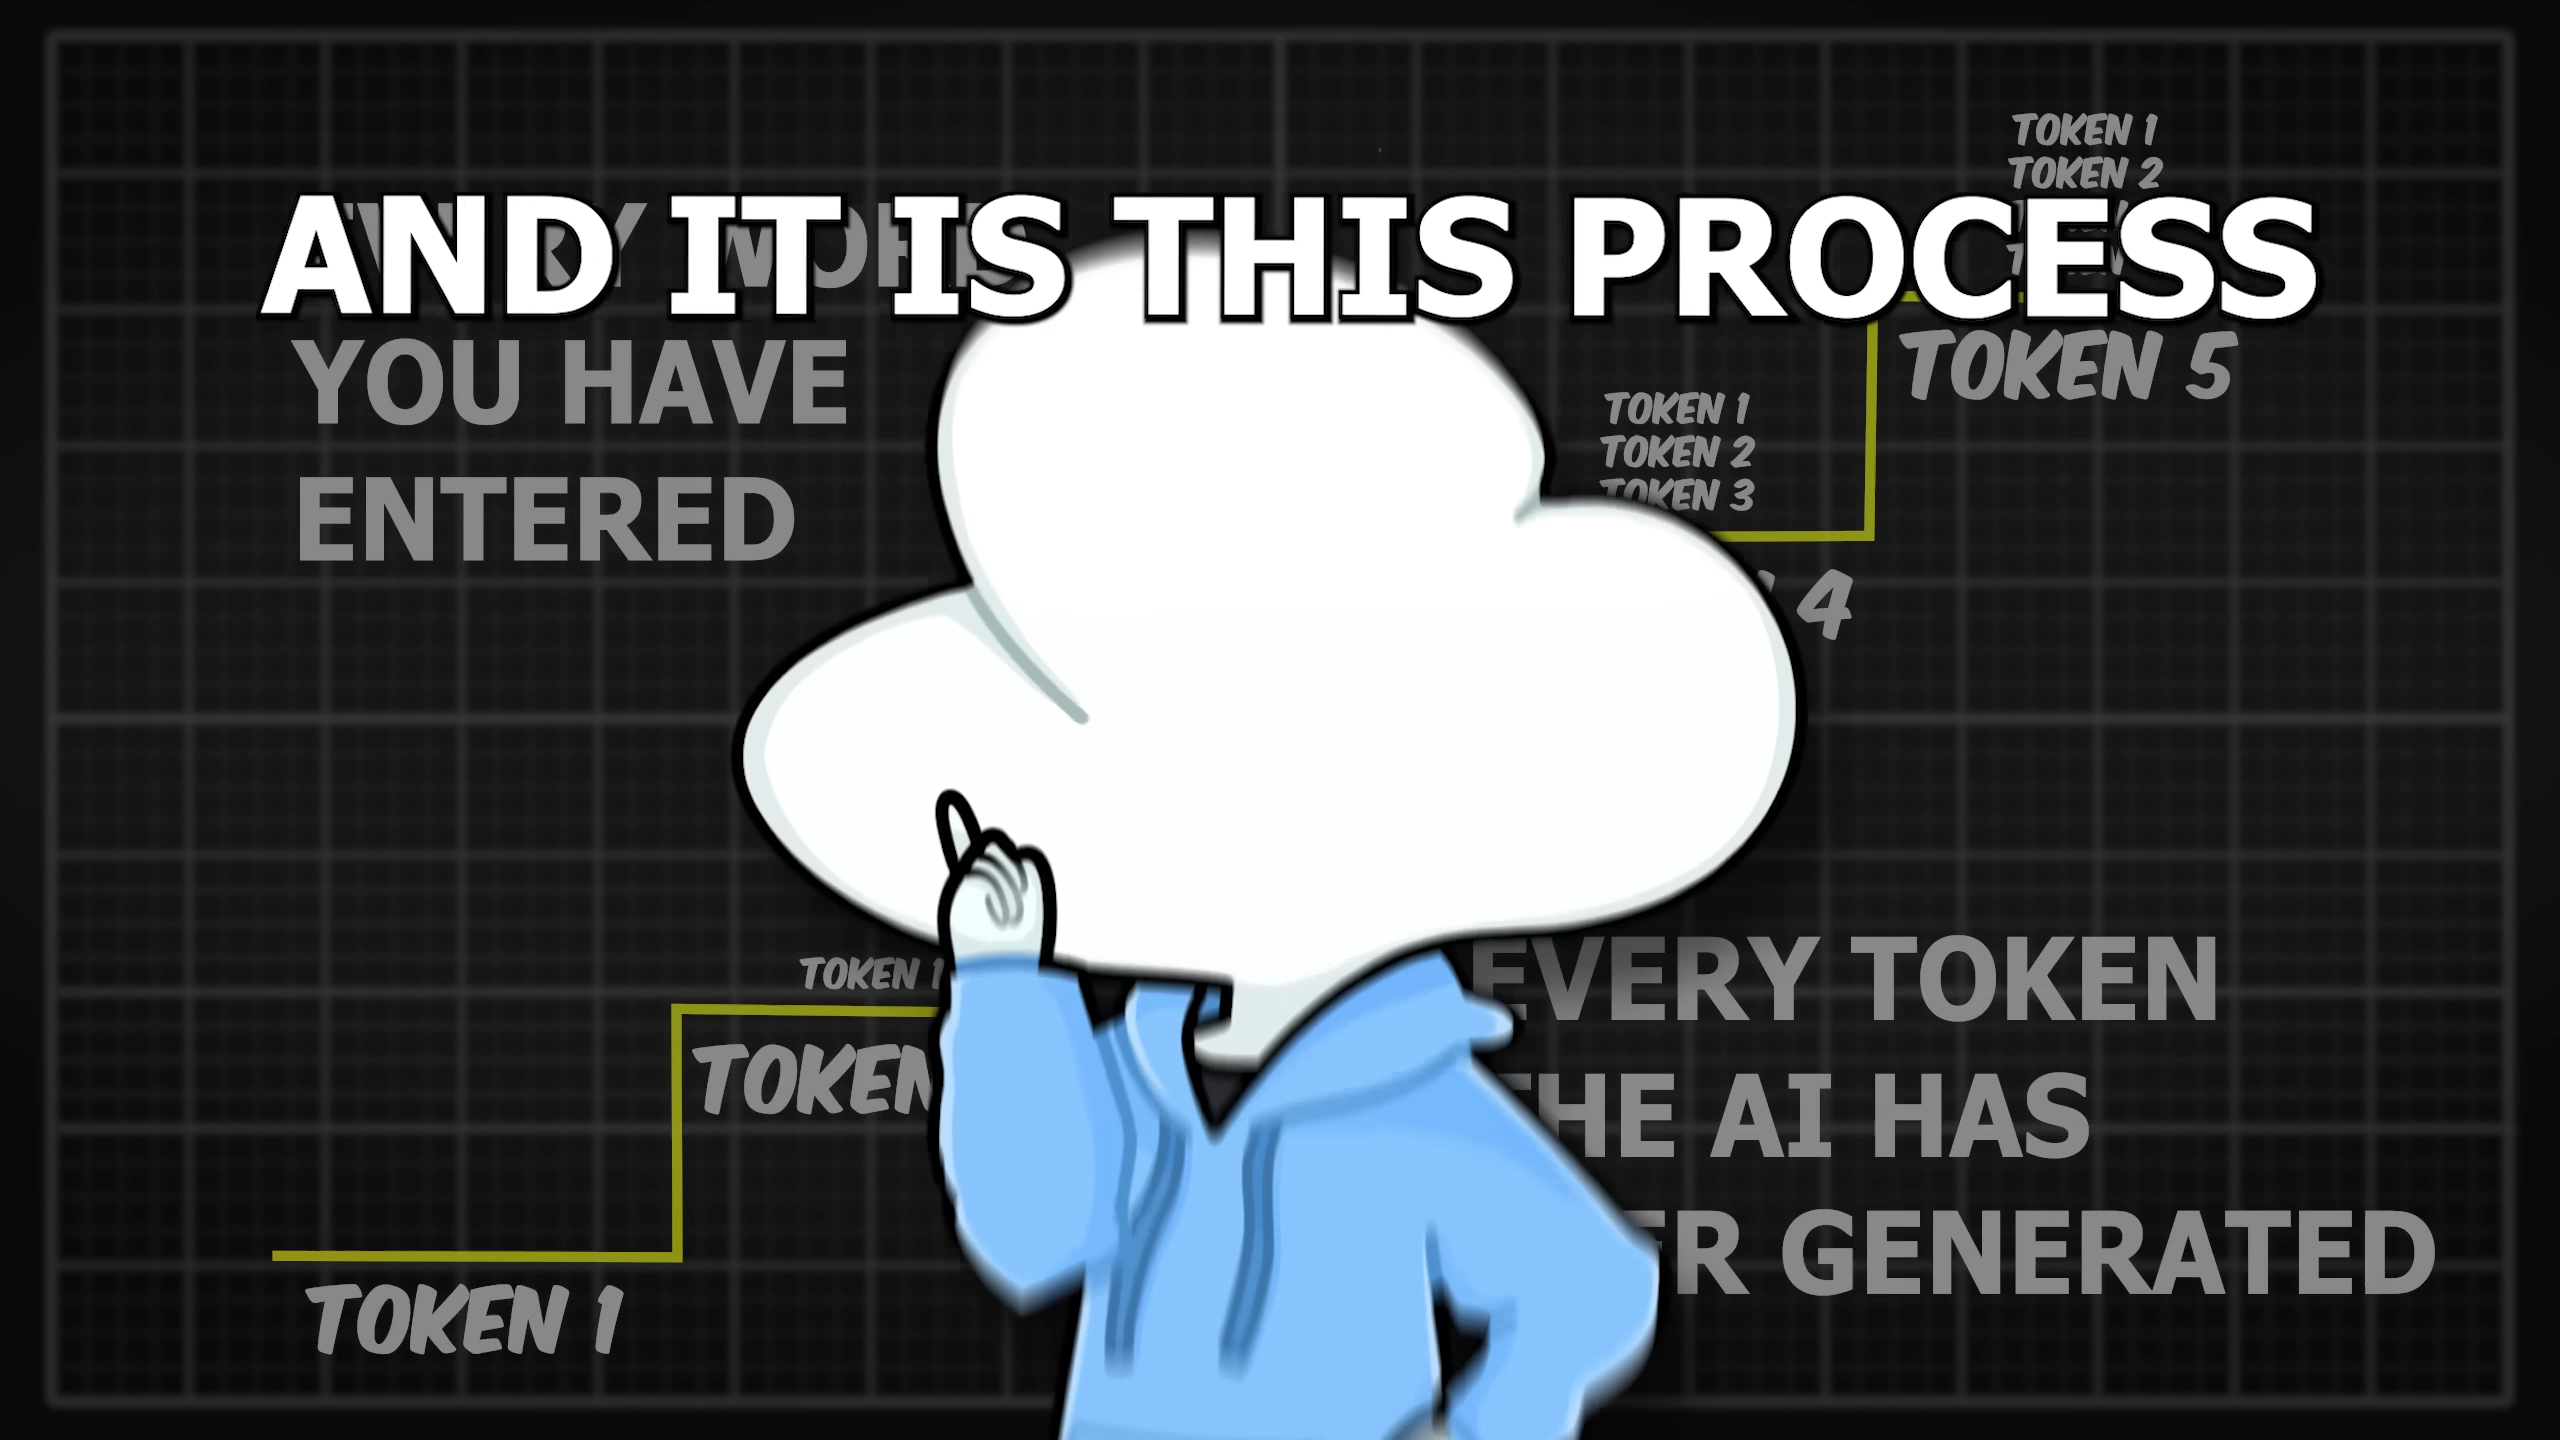 AND IT IS THIS PROCESS
YOU HAVE
ENTERED
TOKEN 1
TOKEN 2
TOKEN 5
TOKEN 1
TOKEN 2
TOKEN 3
4
TOKEN 1
TOKEN
TOKEN 1
EVERY TOKEN
THE AI HAS
GENERATED